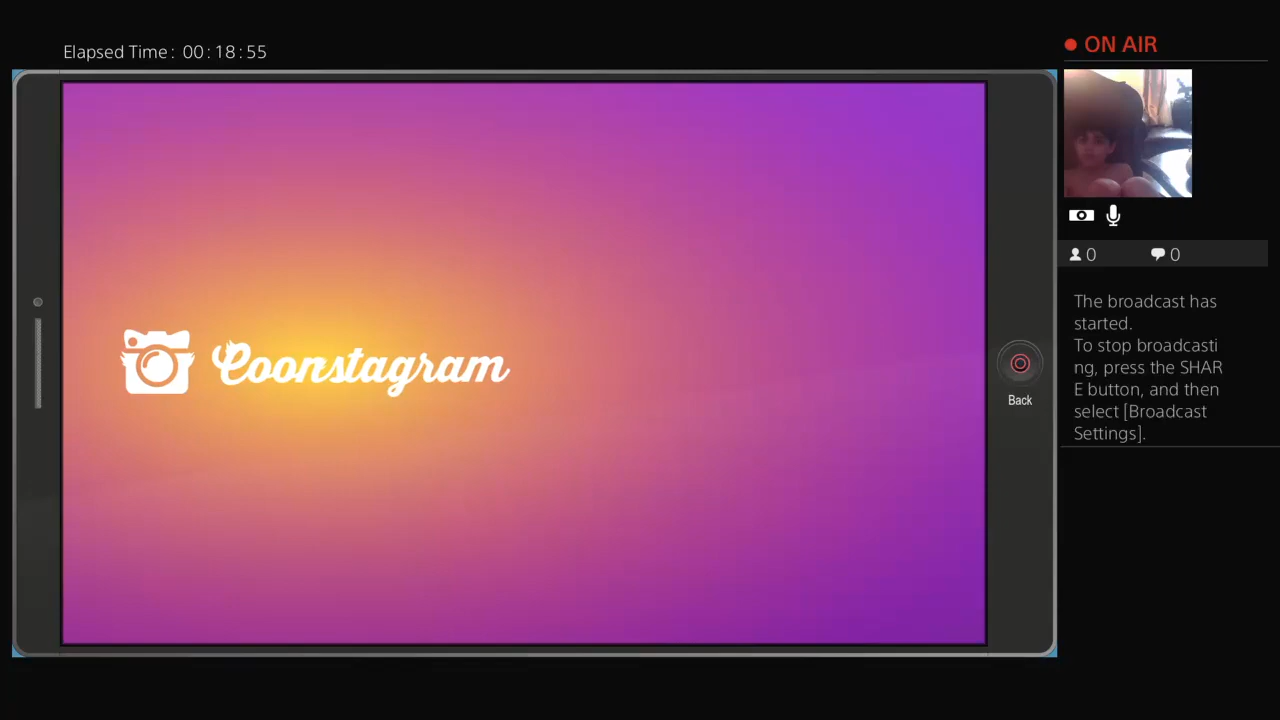 Elapsed Time: 00:18:55
ON AIR
Coonstagram
0
0
Back
The broadcast has
started.
To stop broadcasti
ng, press the SHAR
E button, and then
select [Broadcast
Settings].